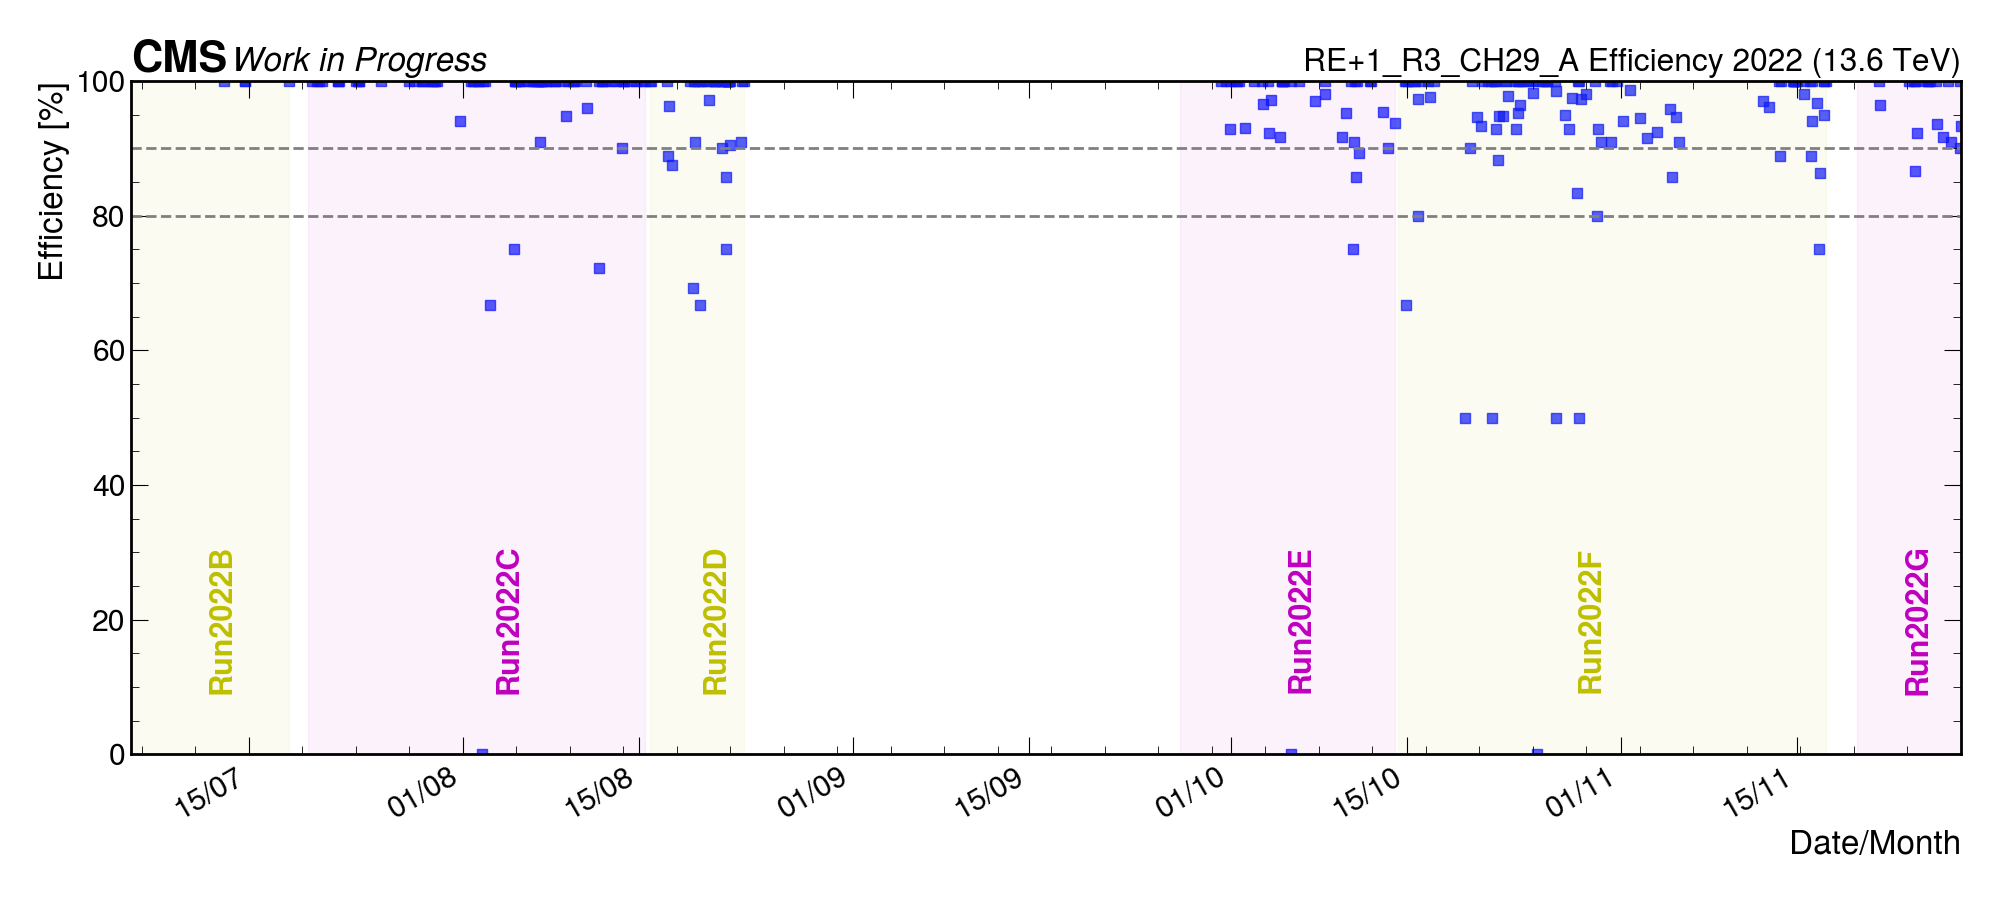 CMS Work in Progress
RE+1_R3_CH29_A Efficiency 2022 (13.6 TeV)
Efficiency [%]
100
80
60
40
20
0
Run2022B
Run2022C
Run2022D
Run2022E
Run2022F
Run2022G
15/07
01/08
15/08
01/09
15/09
01/10
15/10
01/11
15/11
Date/Month